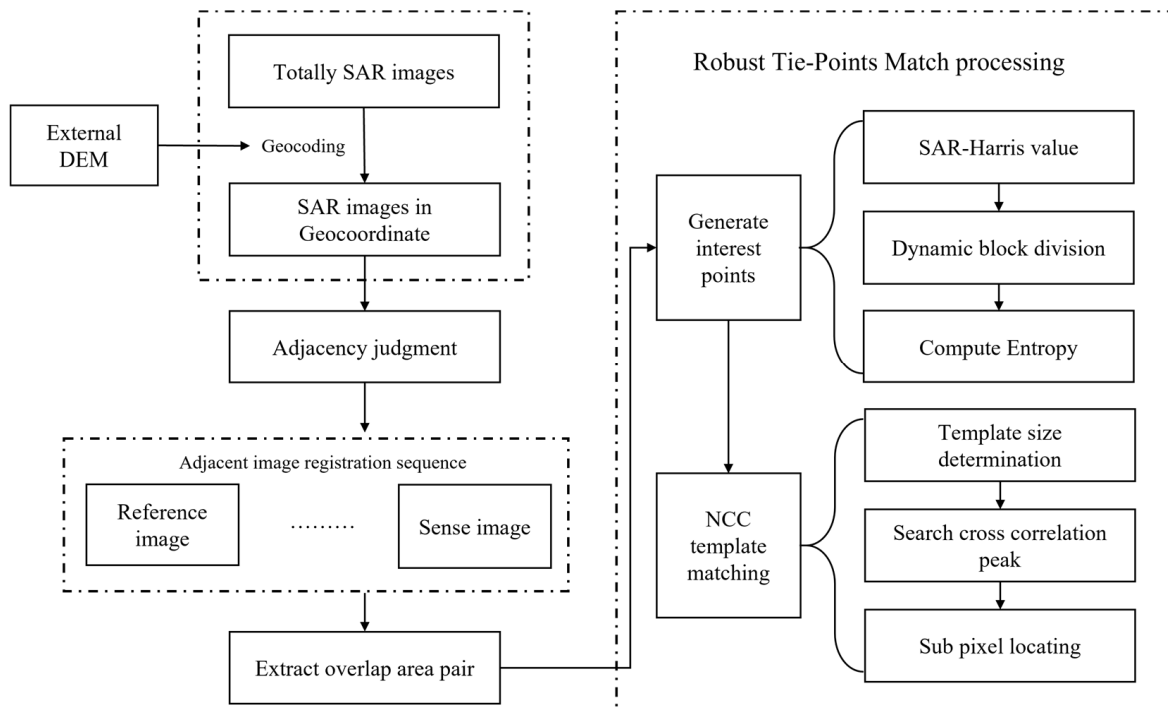 Totally SAR images
External
DEM
Geocoding
SAR images in
Geocoordinate
Adjacency judgment
Adjacent image registration sequence
Reference
image
.........
Sense image
Extract overlap area pair
Robust Tie-Points Match processing
Generate
interest
points
SAR-Harris value
Dynamic block division
Compute Entropy
NCC
template
matching
Template size
determination
Search cross correlation
peak
Sub pixel locating